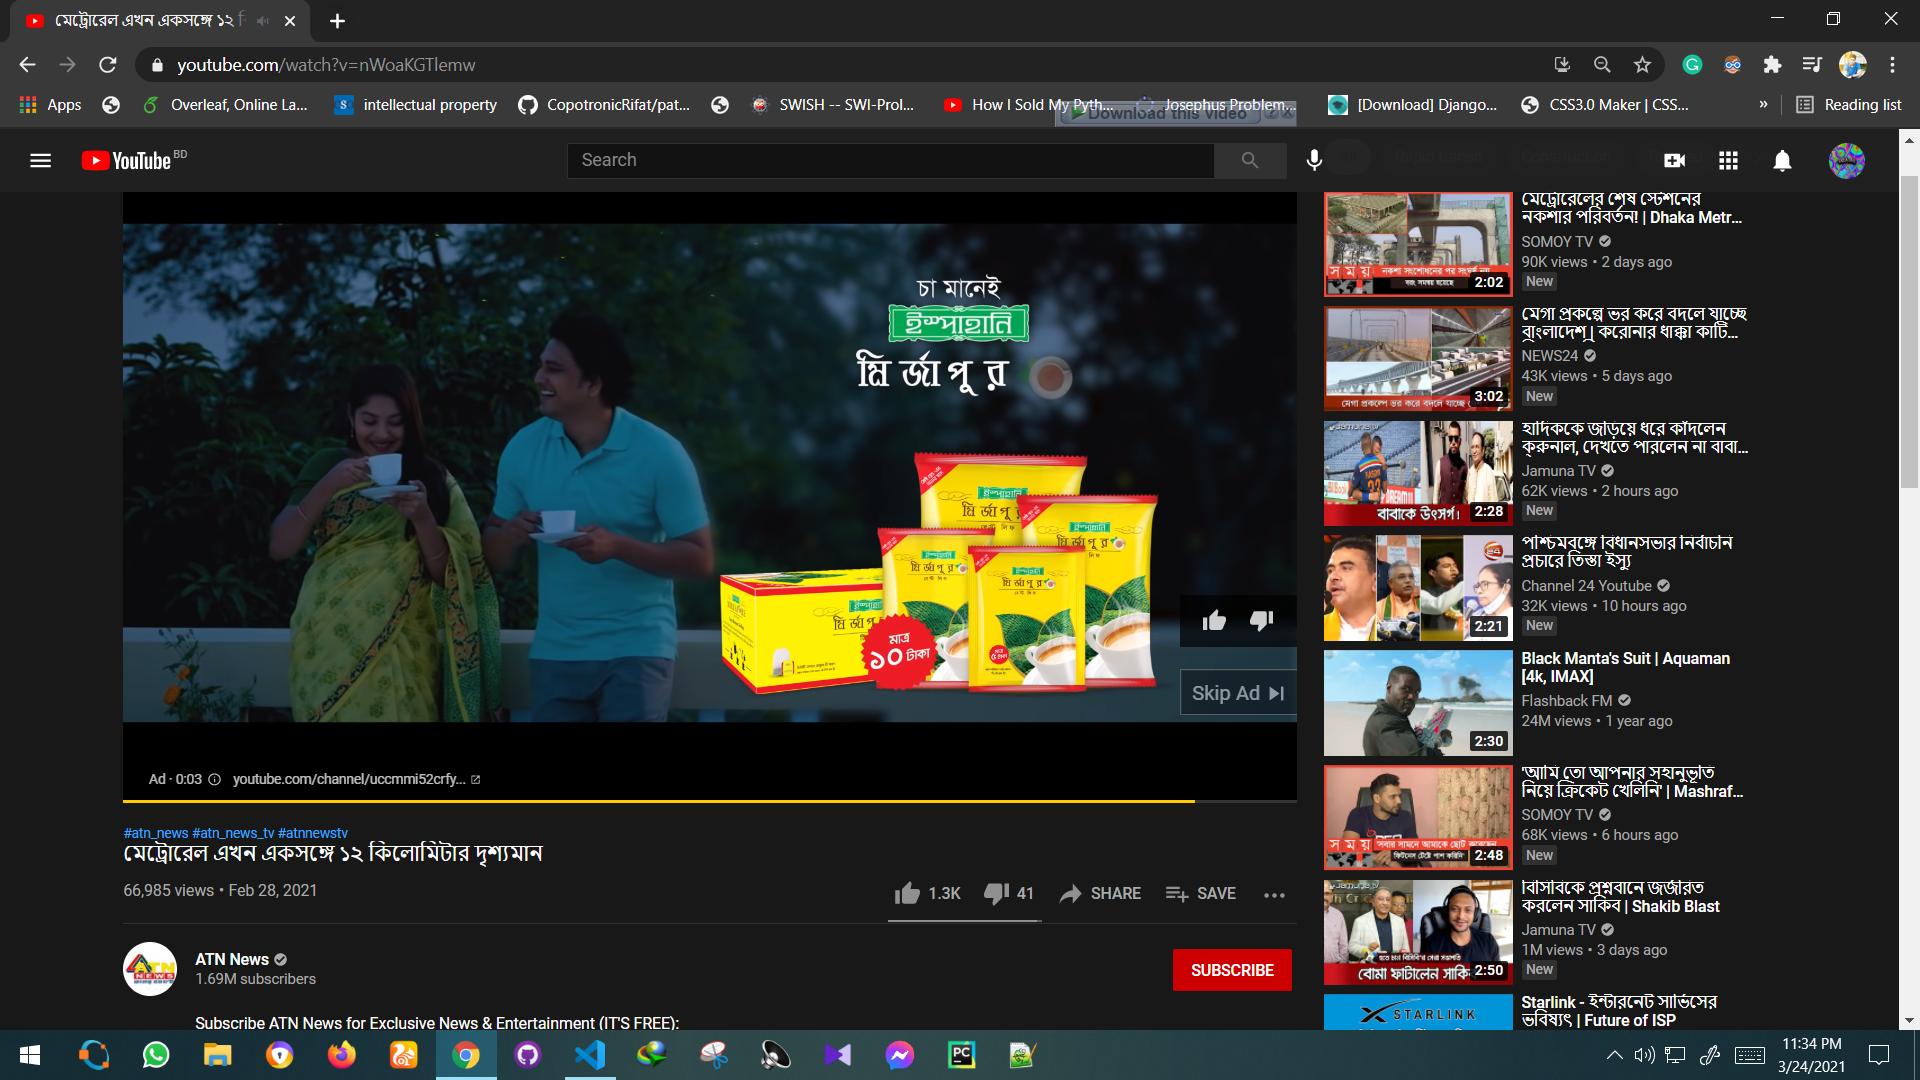 মেট্রোরেল এখন একসঙ্গে ১২
youtube.com/watch?v=nWoaKGTlemw
Apps
Overleaf, Online La...
intellectual property
CopotronicRifat/pat...
SWISH -- SWI-Prol...
How I Sold My Pyth...
Josephus Problem...
[Download] Django...
CSS3.0 Maker | CSS...
»
Reading list
Download this video
YouTube BD
Search
চা মানেই
ইস্পাহানি
মির্জাপুর
ইস্পাহানি
মির্জাপুর
মাত্র
১০ টাকা
Skip Ad
Ad · 0:03
youtube.com/channel/uccmmi52crfy...
#atn_news #atn_news_tv #atnnewstv
মেট্রোরেল এখন একসঙ্গে ১২ কিলোমিটার দৃশ্যমান
66,985 views • Feb 28, 2021
1.3K
41
SHARE
SAVE
ATN News
1.69M subscribers
SUBSCRIBE
Subscribe ATN News for Exclusive News & Entertainment (IT'S FREE):
মেট্রোরেলের শেষ স্টেশনের
নকশার পরিবর্তন! | Dhaka Metr...
SOMOY TV
90K views • 2 days ago
New
সময়
2:02
মেগা প্রকল্পে ভর করে বদলে যাচ্ছে
বাংলাদেশ | করোনার ধাক্কা কাটি...
NEWS24
43K views • 5 days ago
New
3:02
হার্দিককে জড়িয়ে ধরে কাঁদলেন
ক্রুনাল, দেখতে পারলেন না বাবা...
Jamuna TV
62K views • 2 hours ago
New
বাবাকে উৎসর্গ।
2:28
পশ্চিমবঙ্গে বিধানসভার নির্বাচনি
প্রচারে তিস্তা ইস্যু
Channel 24 Youtube
32K views • 10 hours ago
New
24
2:21
Black Manta's Suit | Aquaman
[4k, IMAX]
Flashback FM
24M views • 1 year ago
2:30
'আমি তো আপনার সহানুভূতি
নিয়ে ক্রিকেট খেলিনি' | Mashraf...
SOMOY TV
68K views • 6 hours ago
New
সময়
2:48
বিসিবিকে প্রশ্নবানে জর্জরিত
করলেন সাকিব | Shakib Blast
Jamuna TV
1M views • 3 days ago
New
বোমা ফাটালেন সাকি
2:50
STARLINK
Starlink - ইন্টারনেট সার্ভিসের
ভবিষ্যৎ | Future of ISP
11:34 PM
3/24/2021